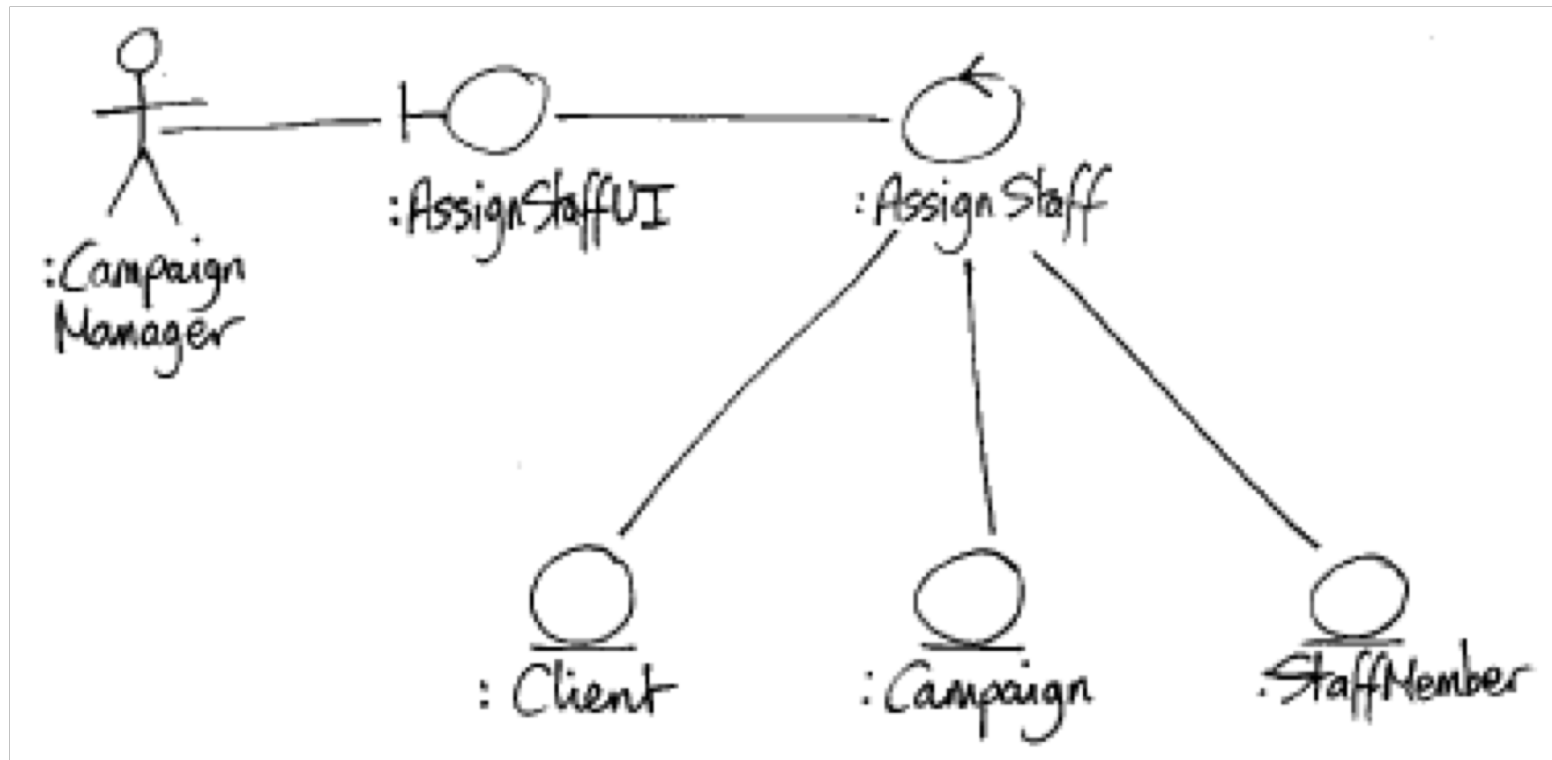 :AssignStaffUI
:AssignStaff
:Campaign
Manager
:Client
:Campaign
:StaffMember